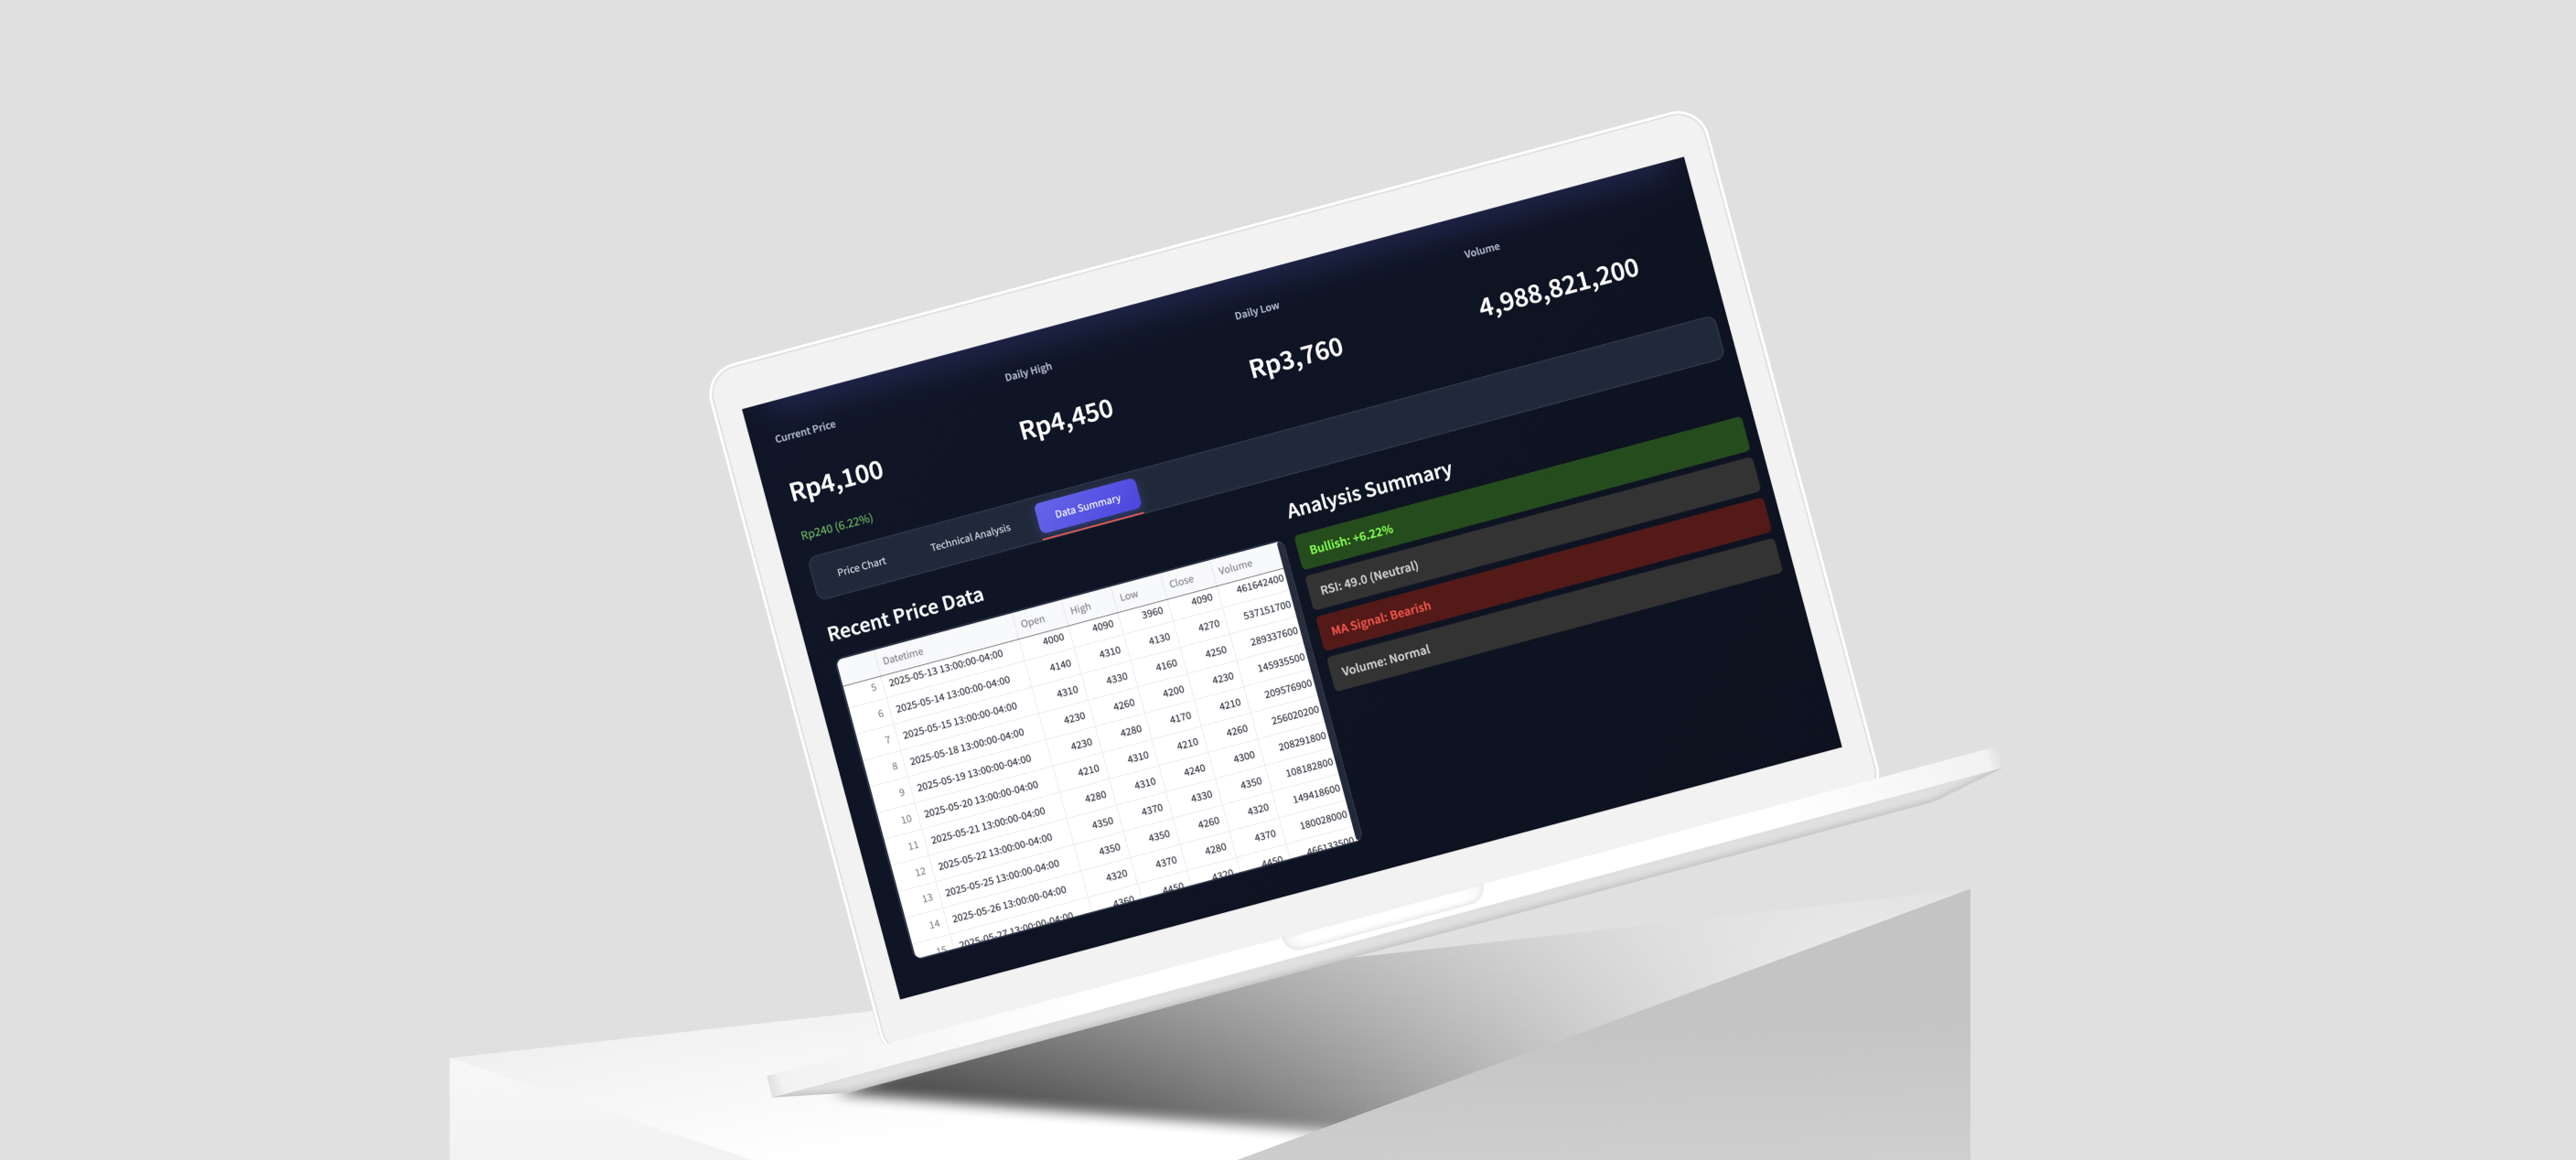 Current Price
Daily High
Daily Low
Volume
Rp4,100
Rp4,450
Rp3,760
4,988,821,200
Rp240 (6.22%)
Price Chart
Technical Analysis
Data Summary
Recent Price Data
Datetime Open High Low Close Volume
5 2025-05-13 13:00:00-04:00 4000 4090 3960 4090 461642400
6 2025-05-14 13:00:00-04:00 4140 4310 4130 4270 537151700
7 2025-05-15 13:00:00-04:00 4310 4330 4160 4250 289337600
8 2025-05-18 13:00:00-04:00 4230 4260 4200 4230 145935500
9 2025-05-19 13:00:00-04:00 4230 4280 4170 4210 209576900
10 2025-05-20 13:00:00-04:00 4210 4310 4210 4260 256020200
11 2025-05-21 13:00:00-04:00 4280 4310 4240 4300 208291800
12 2025-05-22 13:00:00-04:00 4350 4370 4330 4350 108182800
13 2025-05-25 13:00:00-04:00 4350 4350 4260 4320 149418600
14 2025-05-26 13:00:00-04:00 4320 4370 4280 4370 180028000
15 2025-05-27 13:00:00-04:00 4360 4450 4320 4450 466133500
Analysis Summary
Bullish: +6.22%
RSI: 49.0 (Neutral)
MA Signal: Bearish
Volume: Normal